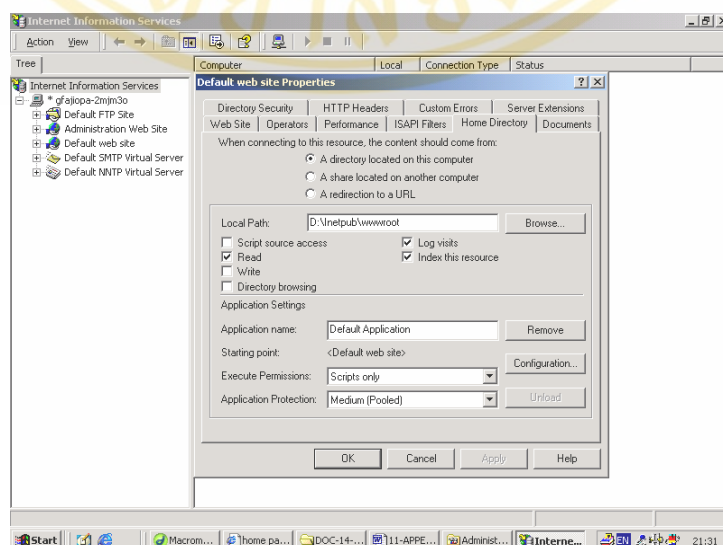 Internet Information Services
Action View
Tree
Computer Local Connection Type Status
Internet Information Services
* gfajiopa-2mjm3o
Default FTP Site
Administration Web Site
Default web site
Default SMTP Virtual Server
Default NNTP Virtual Server
Default web site Properties
Directory Security HTTP Headers Custom Errors Server Extensions
Web Site Operators Performance ISAPI Filters Home Directory Documents
When connecting to this resource, the content should come from:
A directory located on this computer
A share located on another computer
A redirection to a URL
Local Path: D:\Inetpub\wwwroot Browse...
Script source access Log visits
Read Index this resource
Write
Directory browsing
Application Settings
Application name: Default Application Remove
Starting point: <Default web site>
Configuration...
Execute Permissions: Scripts only
Application Protection: Medium (Pooled) Unload
OK Cancel Apply Help
Start Macrom... home pa... DOC-14-... 11-APPE... Administ... Interne... EN 21:31